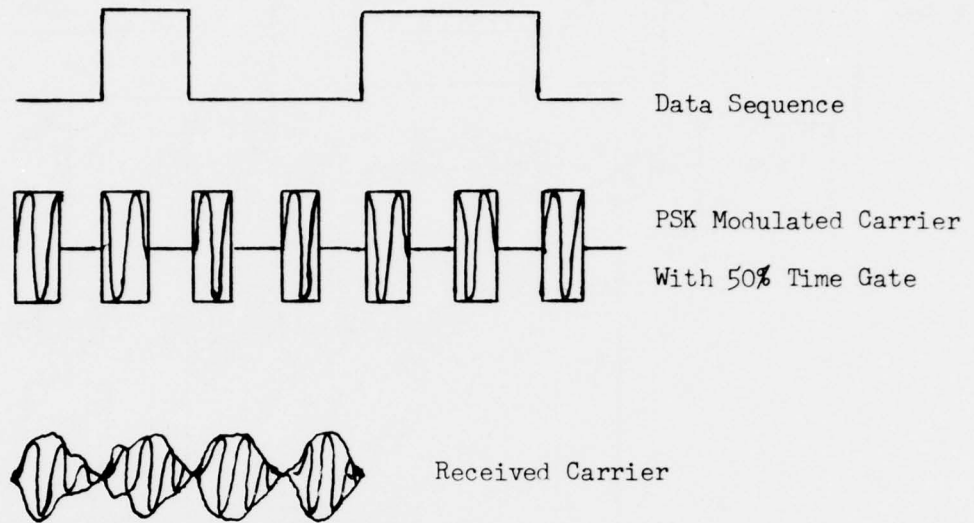 Data Sequence
PSK Modulated Carrier
With 50% Time Gate
Received Carrier